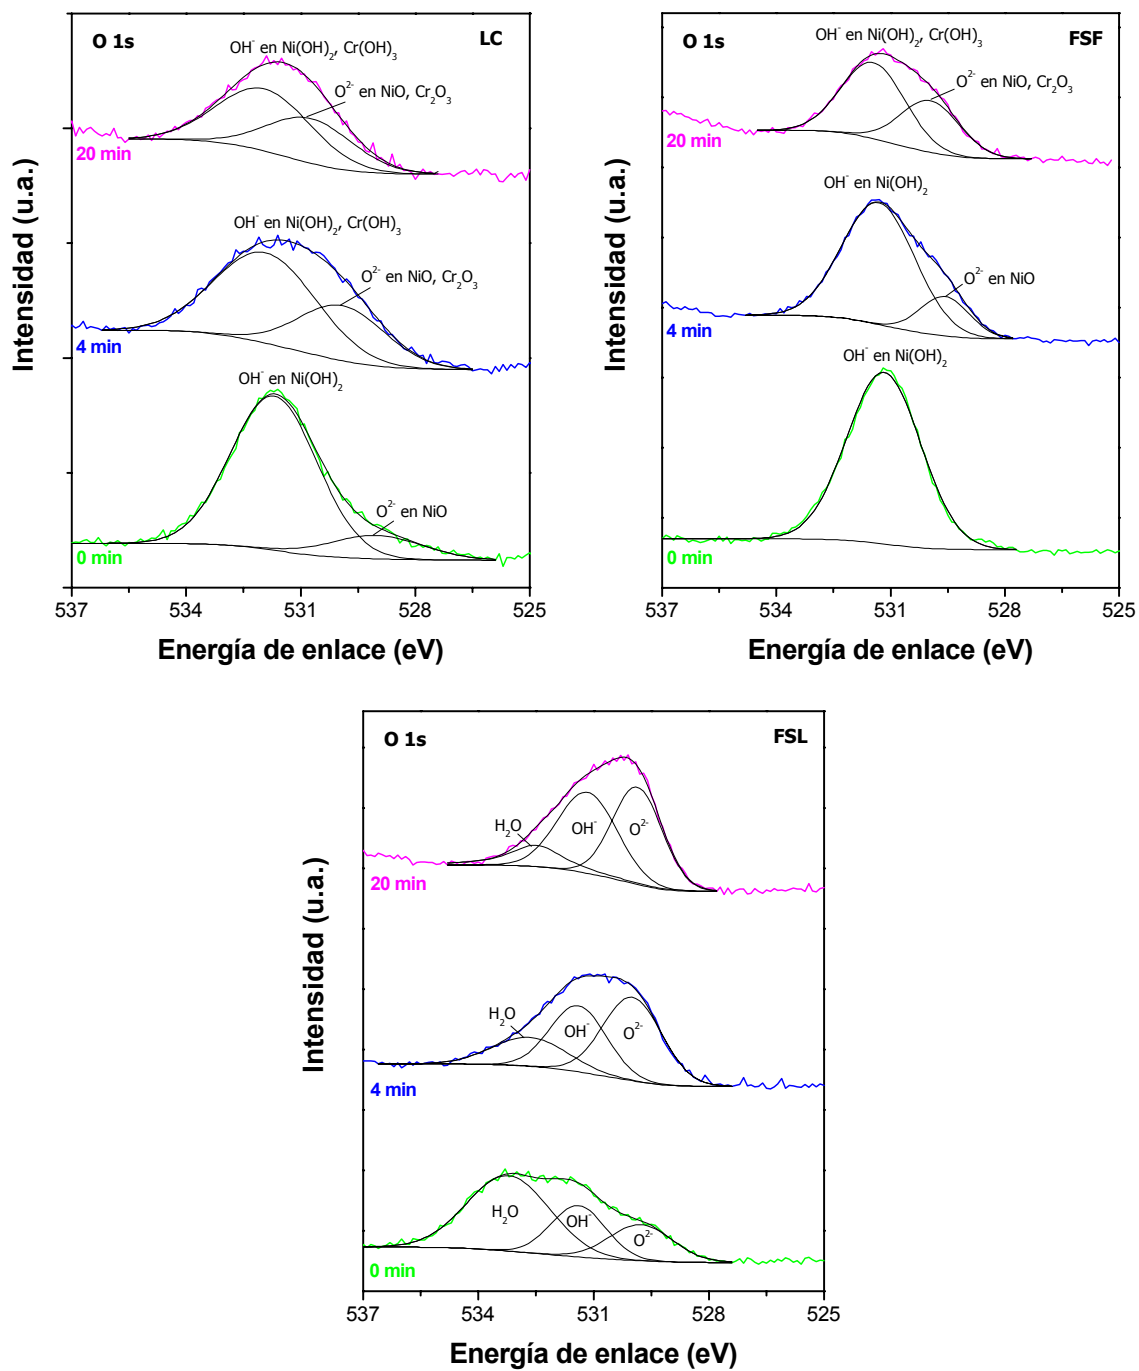 O 1s
LC
OH⁻ en Ni(OH)₂, Cr(OH)₃
O²⁻ en NiO, Cr₂O₃
20 min
OH⁻ en Ni(OH)₂, Cr(OH)₃
O²⁻ en NiO, Cr₂O₃
4 min
OH⁻ en Ni(OH)₂
O²⁻ en NiO
0 min
Intensidad (u.a.)
537 534 531 528 525
Energía de enlace (eV)
O 1s
FSF
OH⁻ en Ni(OH)₂, Cr(OH)₃
O²⁻ en NiO, Cr₂O₃
20 min
OH⁻ en Ni(OH)₂
O²⁻ en NiO
4 min
OH⁻ en Ni(OH)₂
0 min
Intensidad (u.a.)
537 534 531 528 525
Energía de enlace (eV)
O 1s
FSL
H₂O
OH⁻
O²⁻
20 min
H₂O
OH⁻
O²⁻
4 min
H₂O
OH⁻
O²⁻
0 min
Intensidad (u.a.)
537 534 531 528 525
Energía de enlace (eV)